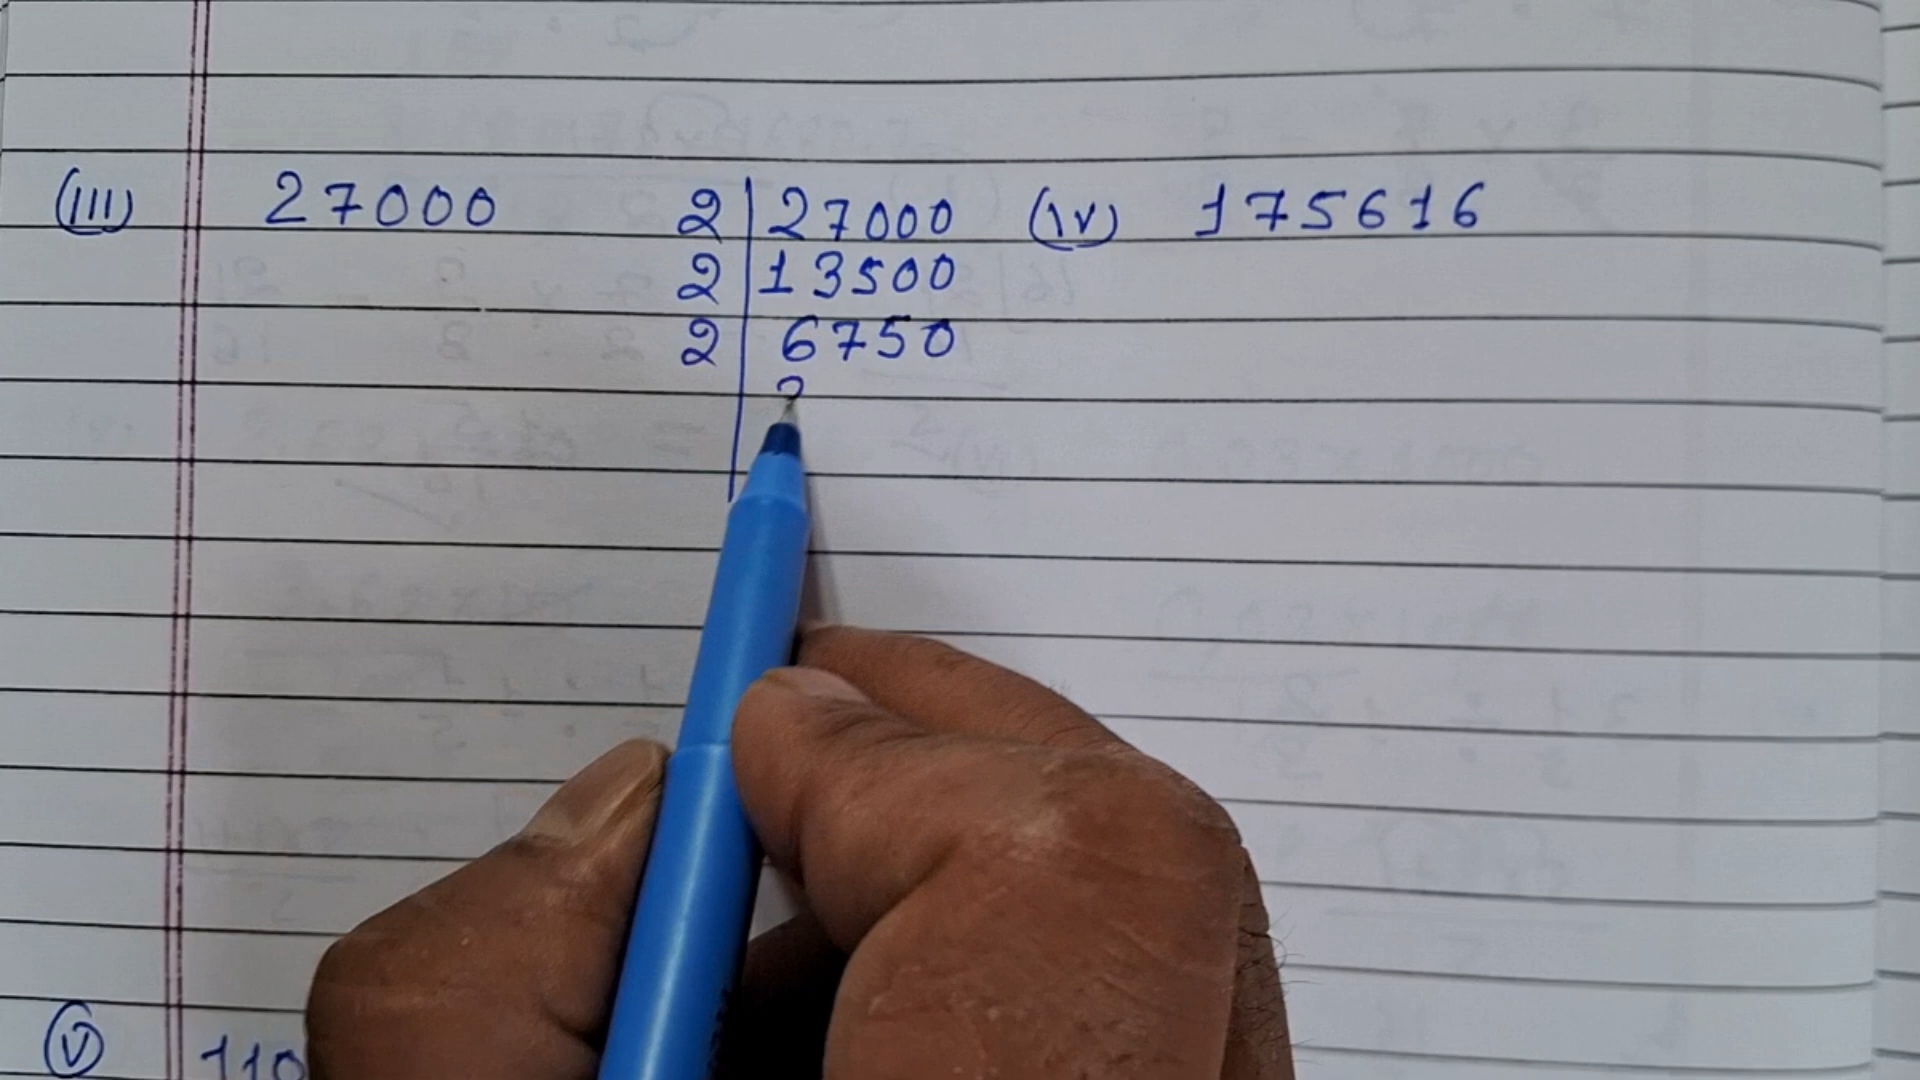 (III) 27000 2 | 27000 (IV) 175616
2 | 13500
2 | 6750
(V) 110